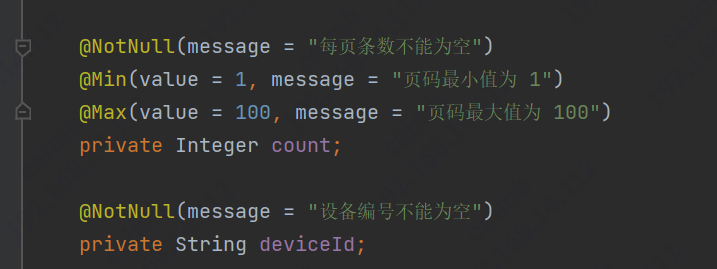 @NotNull(message = "每页条数不能为空")
@Min(value = 1, message = "页码最小值为 1")
@Max(value = 100, message = "页码最大值为 100")
private Integer count;
@NotNull(message = "设备编号不能为空")
private String deviceId;